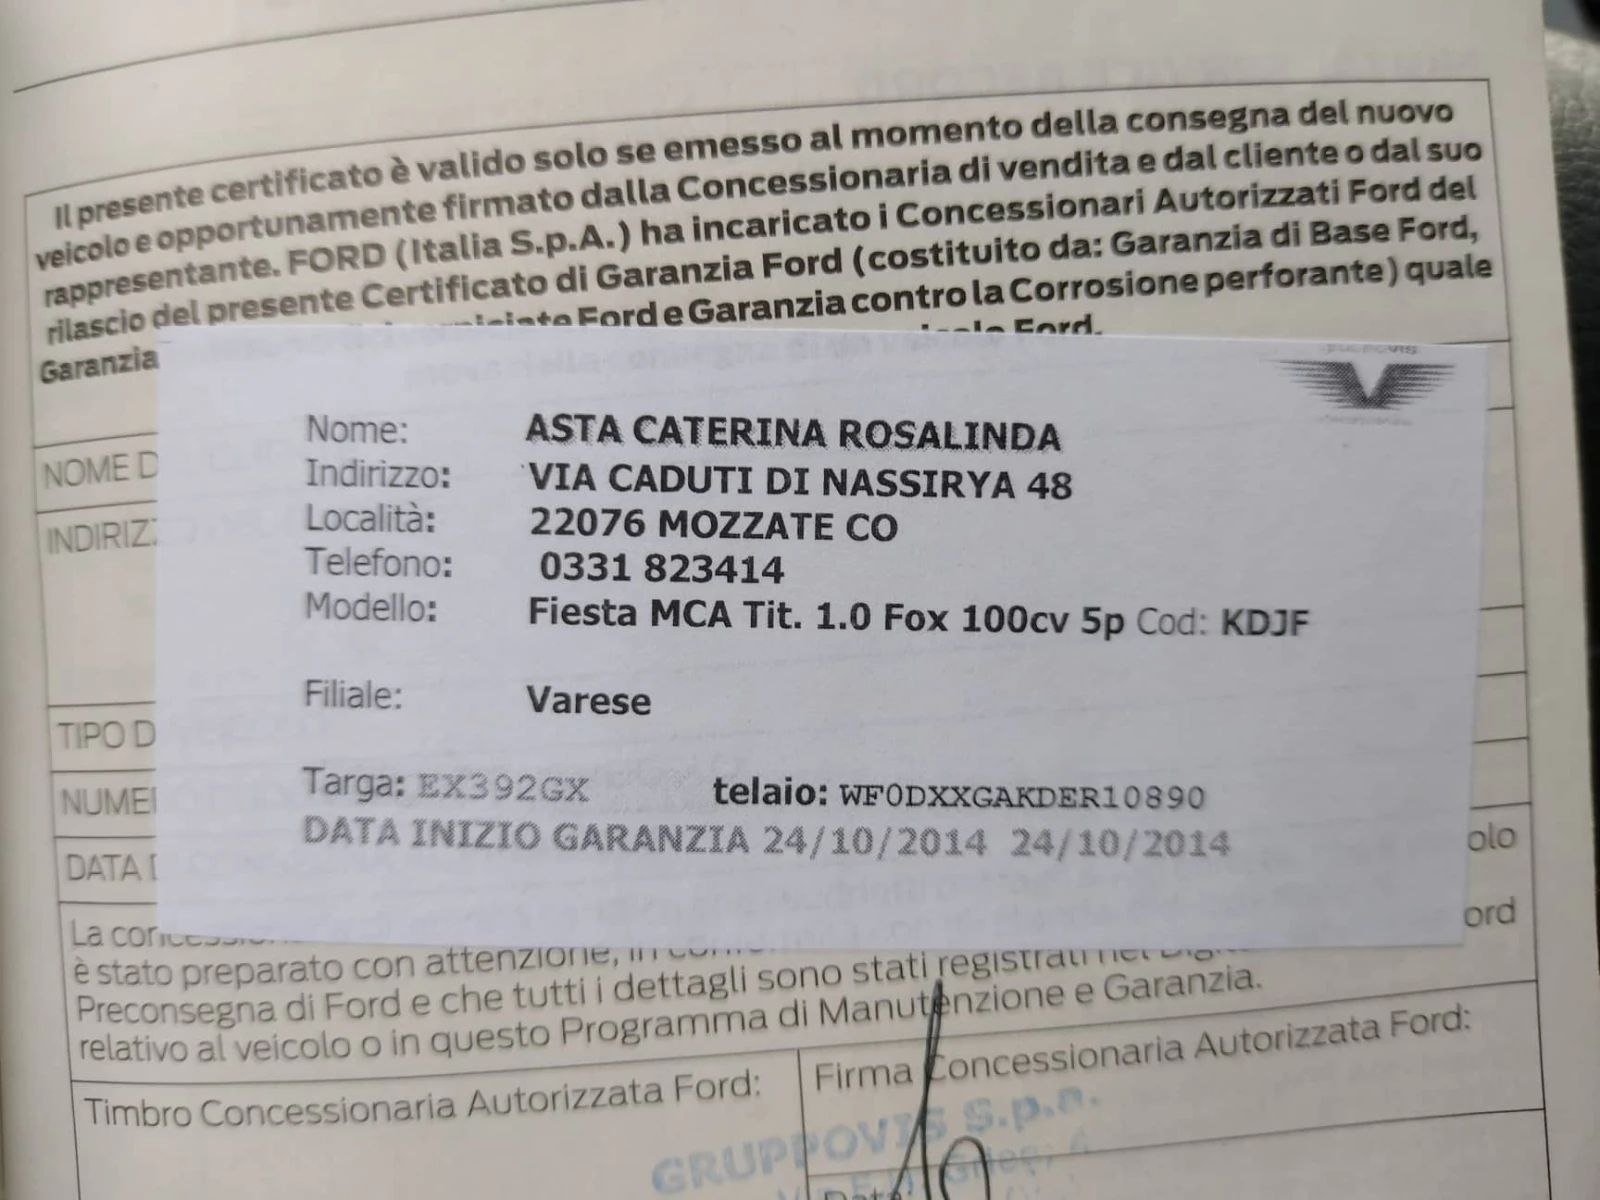 Il presente certificato è valido solo se emesso al momento della consegna del nuovo
veicolo e opportunamente firmato dalla Concessionaria di vendita e dal cliente o dal suo
rappresentante. FORD (Italia S.p.A.) ha incaricato i Concessionari Autorizzati Ford del
rilascio del presente Certificato di Garanzia Ford (costituito da: Garanzia di Base Ford,
Garanzia Ford e Garanzia contro la Corrosione perforante) quale
Ford.
Nome: ASTA CATERINA ROSALINDA
Indirizzo: VIA CADUTI DI NASSIRYA 48
Località: 22076 MOZZATE CO
Telefono: 0331 823414
Modello: Fiesta MCA Tit. 1.0 Fox 100cv 5p Cod: KDJF
Filiale: Varese
Targa: EX392GX telaio: WF0DXXGAKDER10890
DATA INIZIO GARANZIA 24/10/2014 24/10/2014
NOME D
INDIRIZ
TIPO D
NUME
DATA
olo
La ord
è stato preparato con attenzione, in
Preconsegna di Ford e che tutti i dettagli sono stati registrati nel
relativo al veicolo o in questo Programma di Manutenzione e Garanzia.
Timbro Concessionaria Autorizzata Ford:
Firma Concessionaria Autorizzata Ford:
GRUPPOVIS S.p.a.